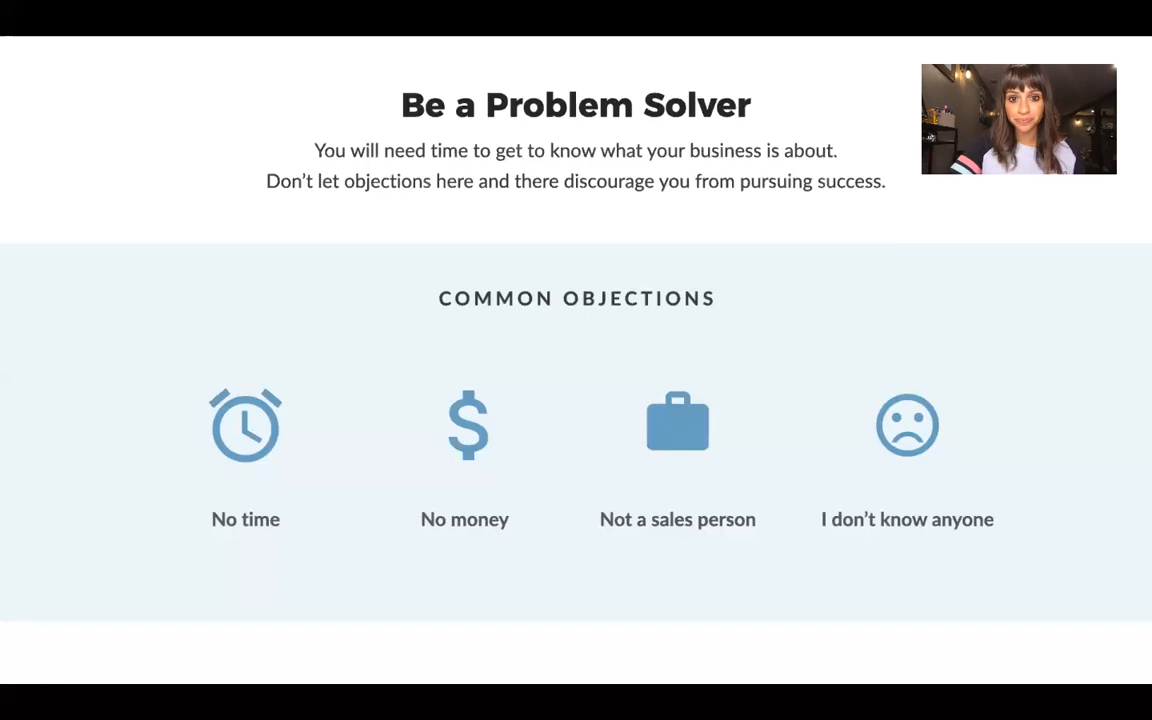 Be a Problem Solver
You will need time to get to know what your business is about.
Don’t let objections here and there discourage you from pursuing success.
COMMON OBJECTIONS
No time
No money
Not a sales person
I don’t know anyone